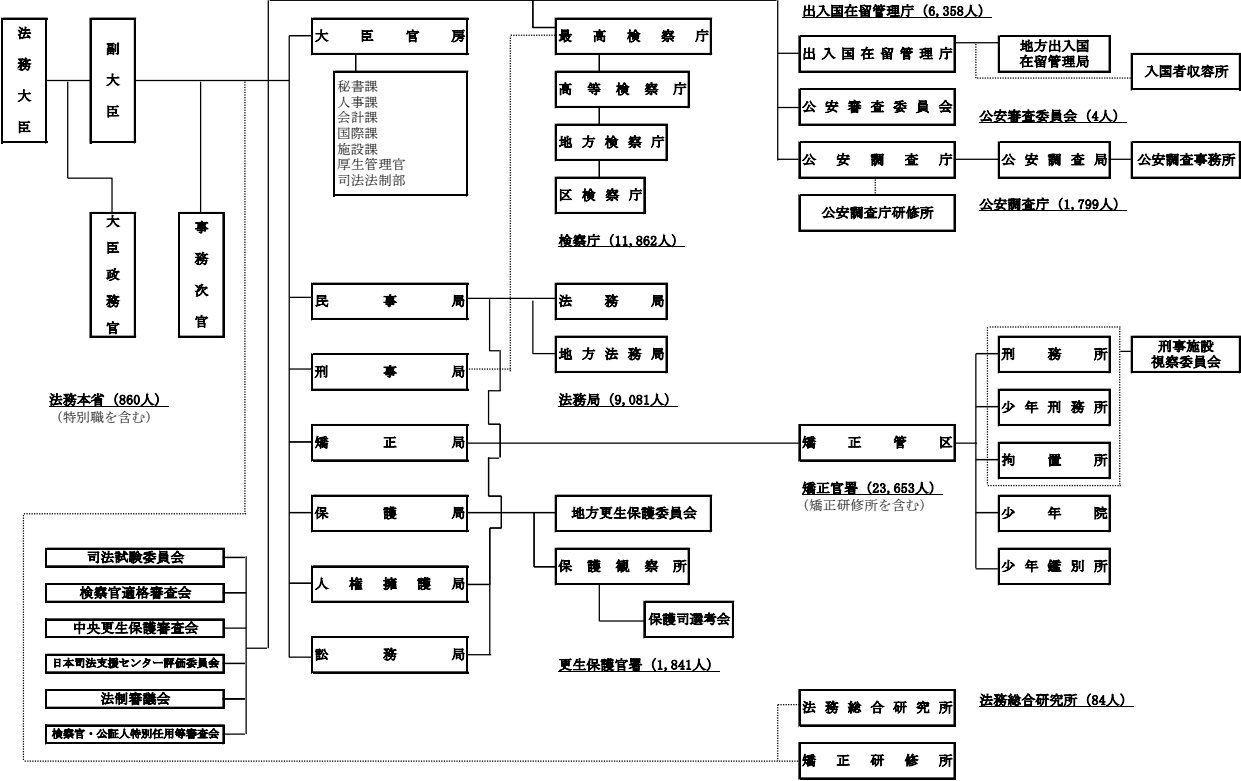 法務大臣
副大臣
大臣政務官
事務次官
法務本省（860人）
（特別職を含む）
司法試験委員会
検察官適格審査会
中央更生保護審査会
日本司法支援センター評価委員会
法制審議会
検察官・公証人特別任用等審査会
大臣官房
秘書課
人事課
会計課
国際課
施設課
厚生管理官
司法法制部
民事局
刑事局
矯正局
保護局
人権擁護局
訟務局
最高検察庁
高等検察庁
地方検察庁
区検察庁
検察庁（11,862人）
法務局
地方法務局
法務局（9,081人）
地方更生保護委員会
保護観察所
保護司選考会
更生保護官署（1,841人）
出入国在留管理庁（6,358人）
出入国在留管理庁
地方出入国
在留管理局
入国者収容所
公安審査委員会
公安審査委員会（4人）
公安調査庁
公安調査局
公安調査事務所
公安調査庁研修所
公安調査庁（1,799人）
矯正管区
矯正官署（23,653人）
（矯正研修所を含む）
刑務所
少年刑務所
拘置所
少年院
少年鑑別所
刑事施設
視察委員会
法務総合研究所
法務総合研究所（84人）
矯正研修所